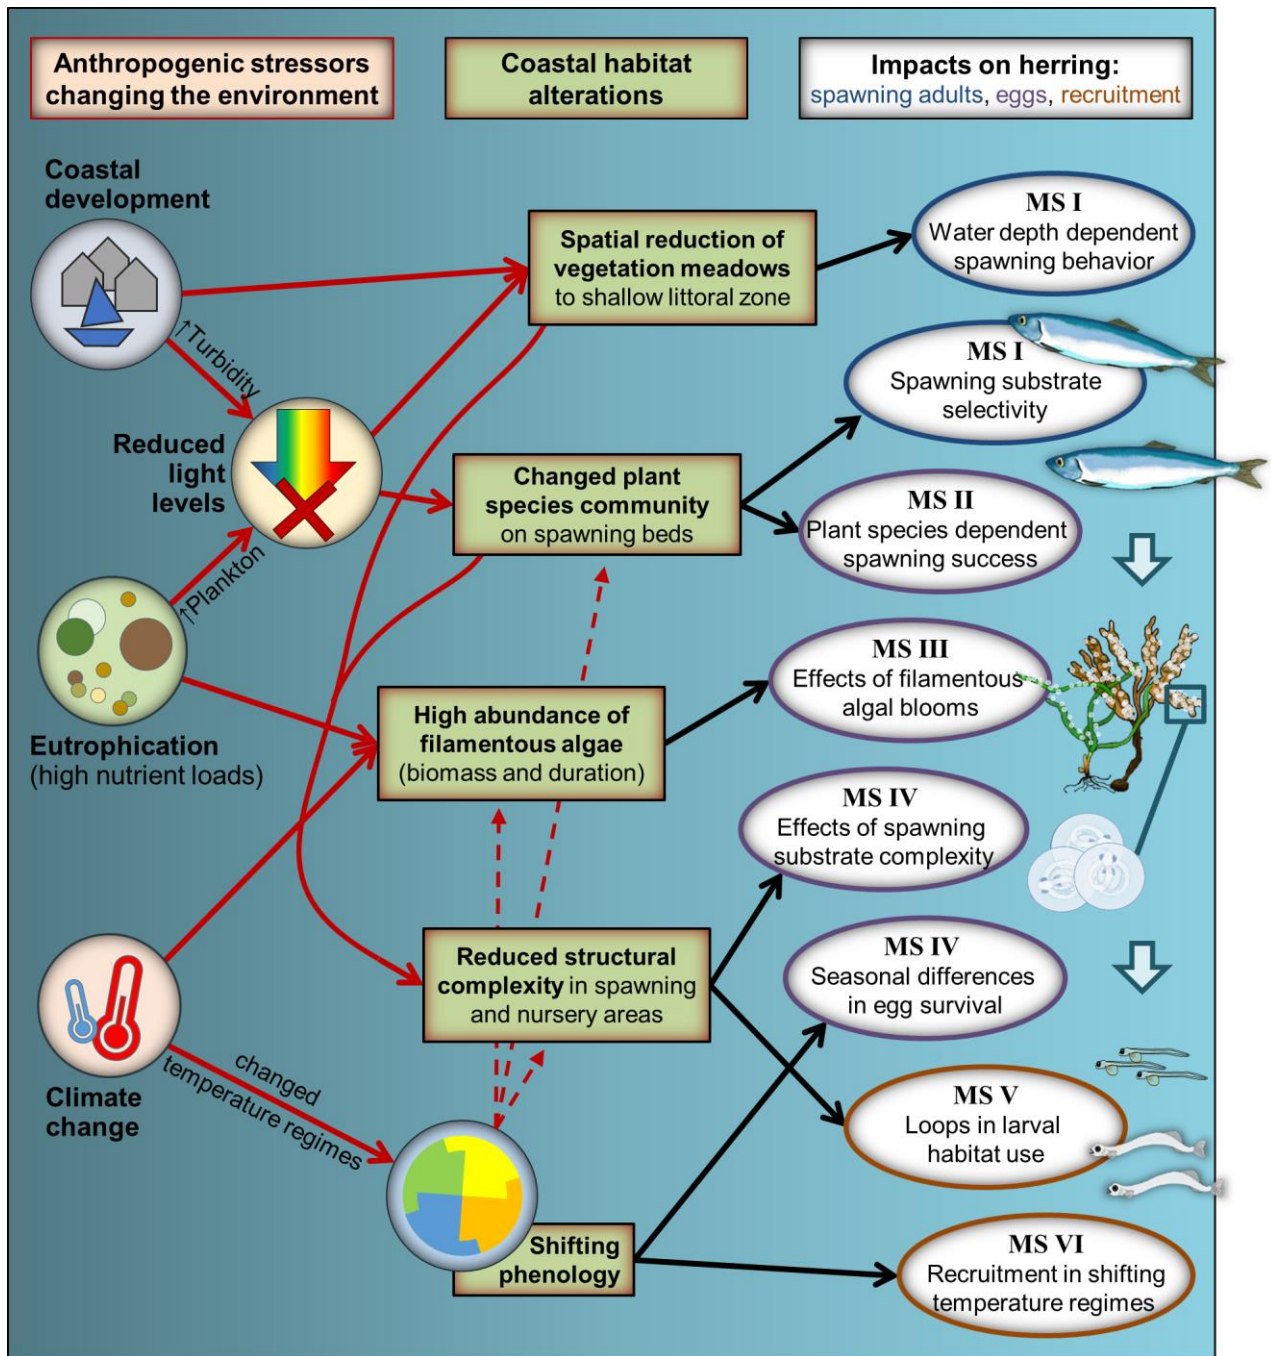 Anthropogenic stressors
changing the environment
Coastal habitat
alterations
Impacts on herring:
spawning adults, eggs, recruitment
Coastal
development
↑Turbidity
Reduced
light
levels
↑Plankton
Eutrophication
(high nutrient loads)
Climate
change
changed
temperature regimes
Spatial reduction of
vegetation meadows
to shallow littoral zone
Changed plant
species community
on spawning beds
High abundance of
filamentous algae
(biomass and duration)
Reduced structural
complexity in spawning
and nursery areas
Shifting
phenology
MS I
Water depth dependent
spawning behavior
MS I
Spawning substrate
selectivity
MS II
Plant species dependent
spawning success
MS III
Effects of filamentous
algal blooms
MS IV
Effects of spawning
substrate complexity
MS IV
Seasonal differences
in egg survival
MS V
Loops in larval
habitat use
MS VI
Recruitment in shifting
temperature regimes